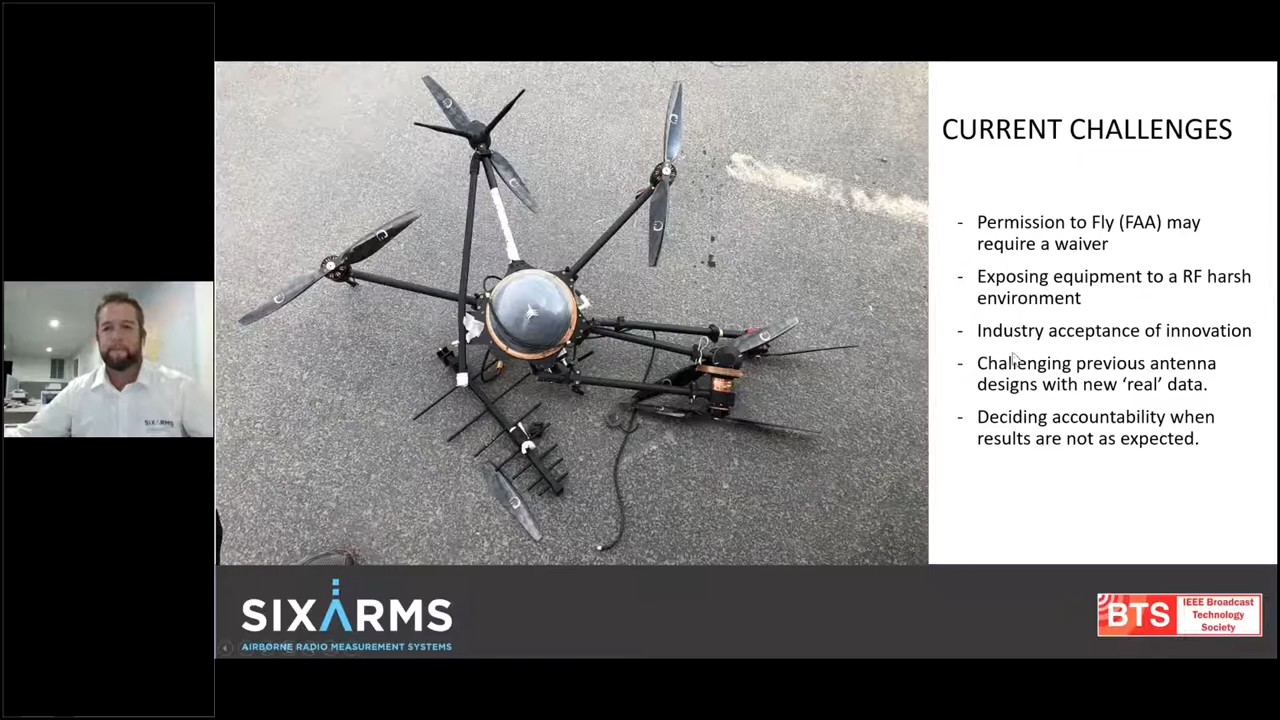 CURRENT CHALLENGES
- Permission to Fly (FAA) may
require a waiver
- Exposing equipment to a RF harsh
environment
- Industry acceptance of innovation
- Challenging previous antenna
designs with new ‘real’ data.
- Deciding accountability when
results are not as expected.
SIXARMS
SIXARMS
AIRBORNE RADIO MEASUREMENT SYSTEMS
BTS
IEEE Broadcast
Technology
Society